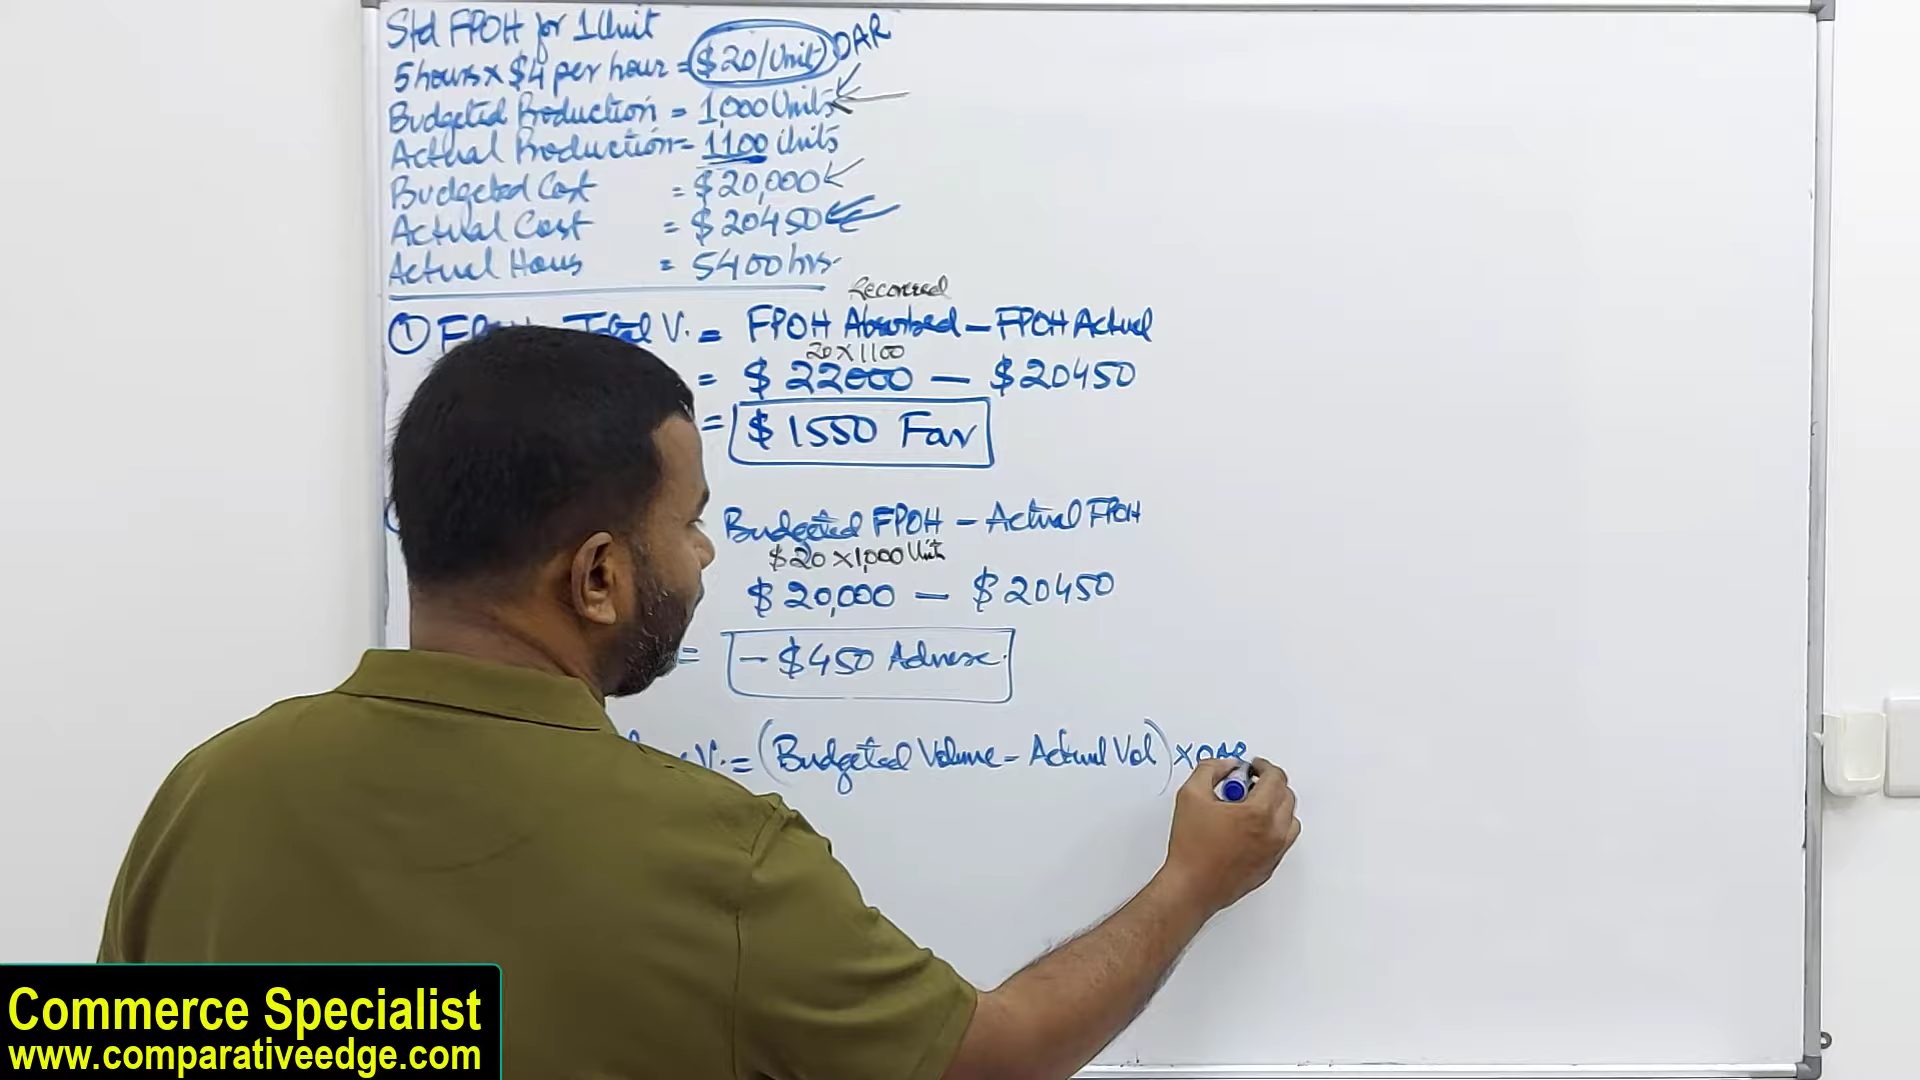 Std FPOH for 1 Unit
5 hours x $4 per hour = $20/Unit OAR
Budgeted Production = 1,000 Units
Actual Production = 1100 Units
Budgeted Cost = $20,000
Actual Cost = $20450
Actual Hous = 5400 hrs.
Recovered
① Total V. = FPOH Absorbed - FPOH Actual
20 x 1100
= $22000 - $20450
= $1550 Fav
Budgeted FPOH - Actual FPOH
$20 x 1,000 Unit
$20,000 - $20450
= - $450 Adverse.
V. = (Budgeted Volume - Actual Vol) x OAR
Commerce Specialist
www.comparativeedge.com